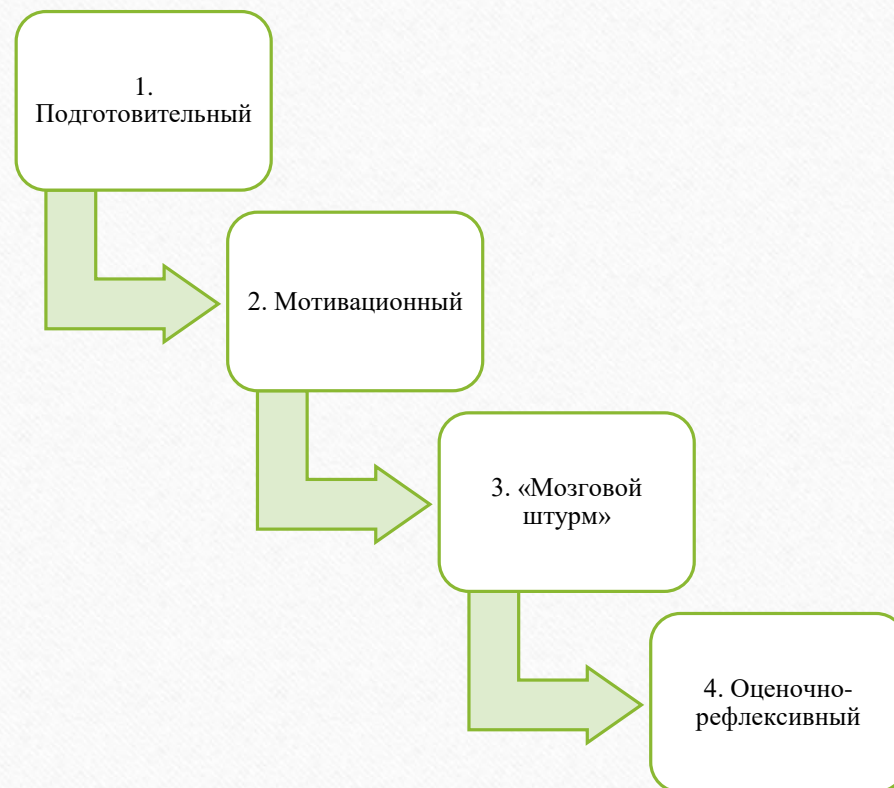 1.
Подготовительный
2. Мотивационный
3. «Мозговой
штурм»
4. Оценочно-
рефлексивный